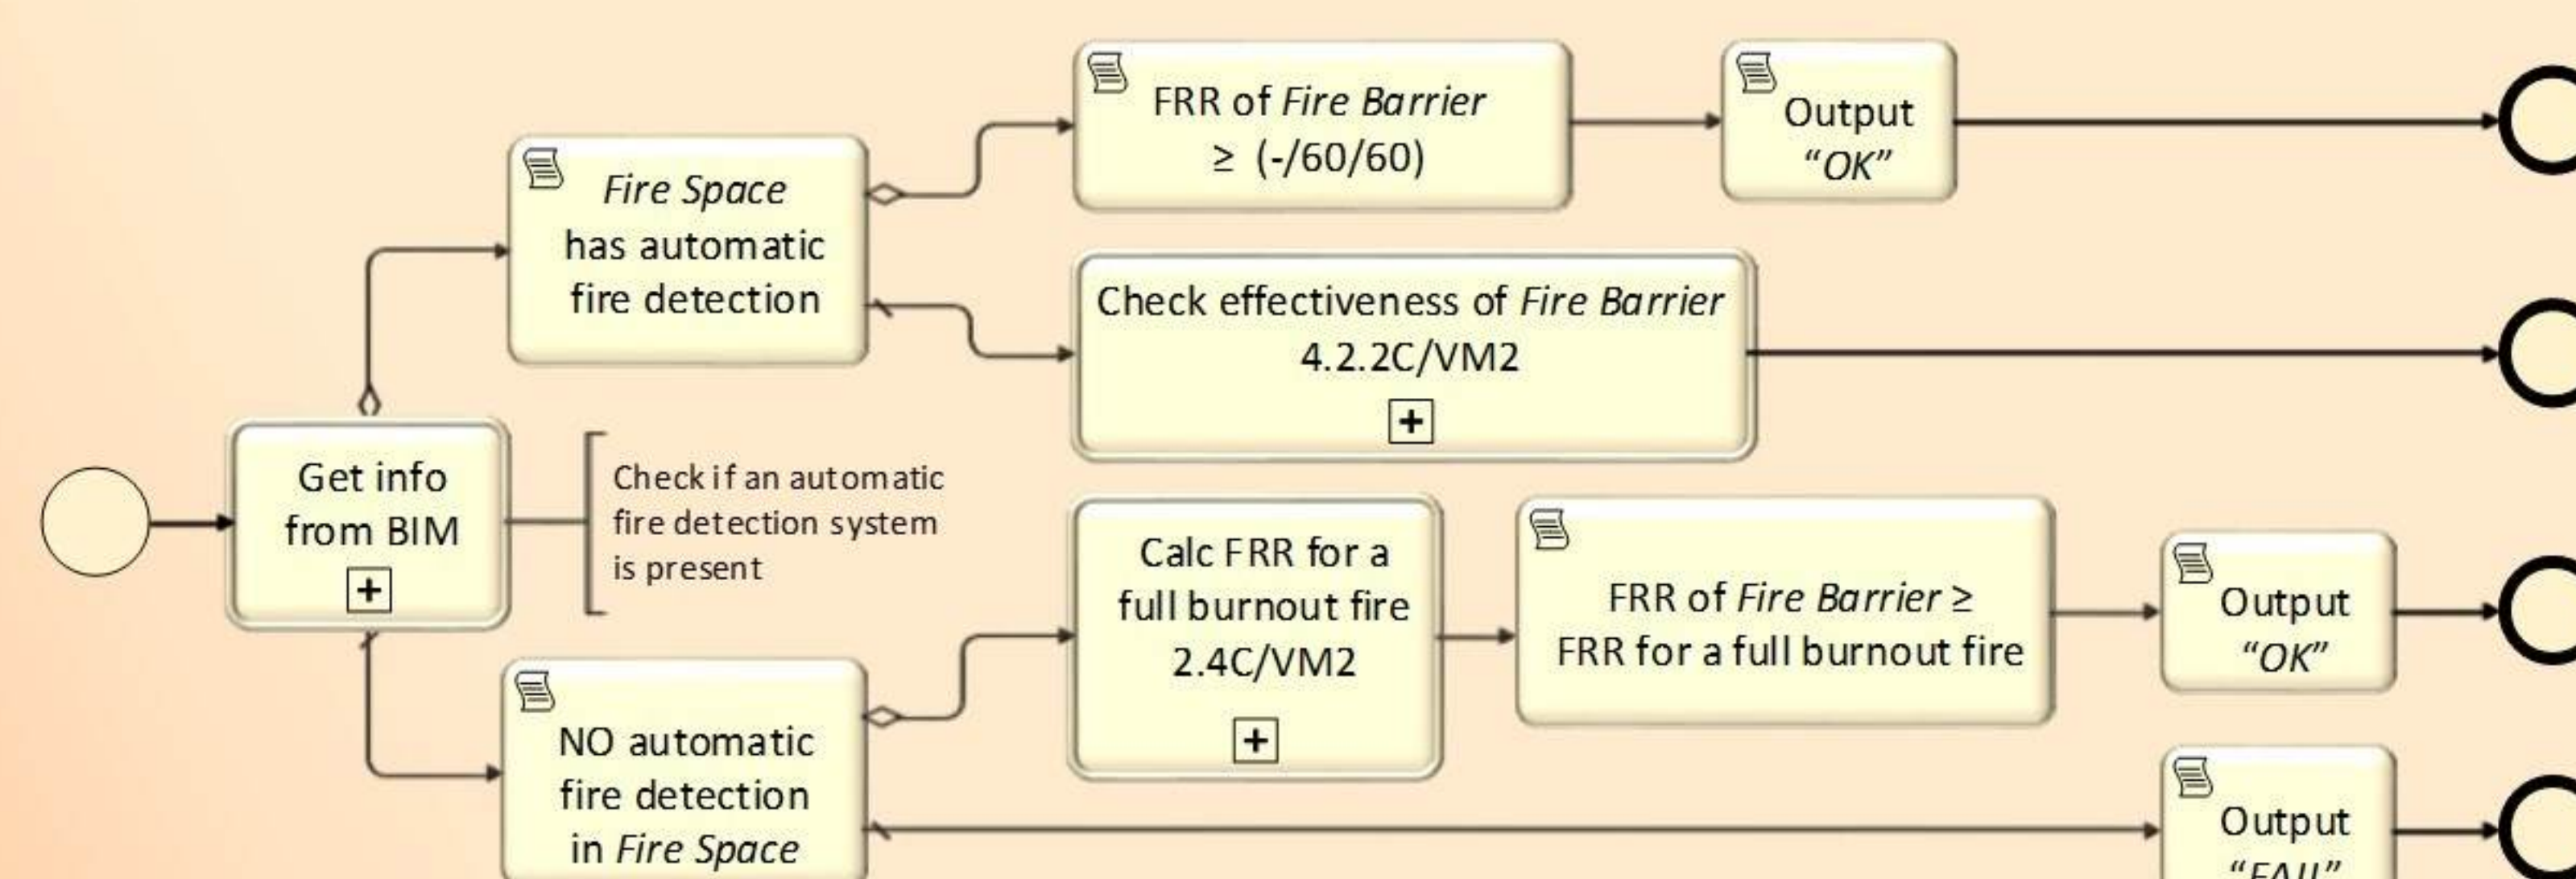 FRR of Fire Barrier
≥ (-/60/60)
Output
“OK”
Fire Space
has automatic
fire detection
Check effectiveness of Fire Barrier
4.2.2C/VM2
Get info
from BIM
Check if an automatic
fire detection system
is present
Calc FRR for a
full burnout fire
2.4C/VM2
FRR of Fire Barrier ≥
FRR for a full burnout fire
Output
“OK”
NO automatic
fire detection
in Fire Space
Output
“FAIL”